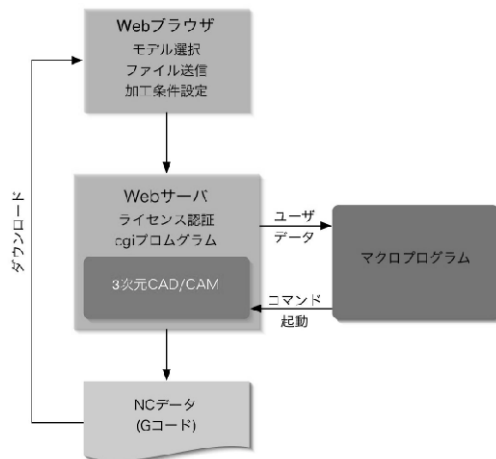 Webブラウザ
モデル選択
ファイル送信
加工条件設定
ダウンロード
Webサーバ
ライセンス認証
cgiプロムグラム
3次元CAD/CAM
ユーザ
データ
マクロプログラム
コマンド
起動
NCデータ
(Gコード)